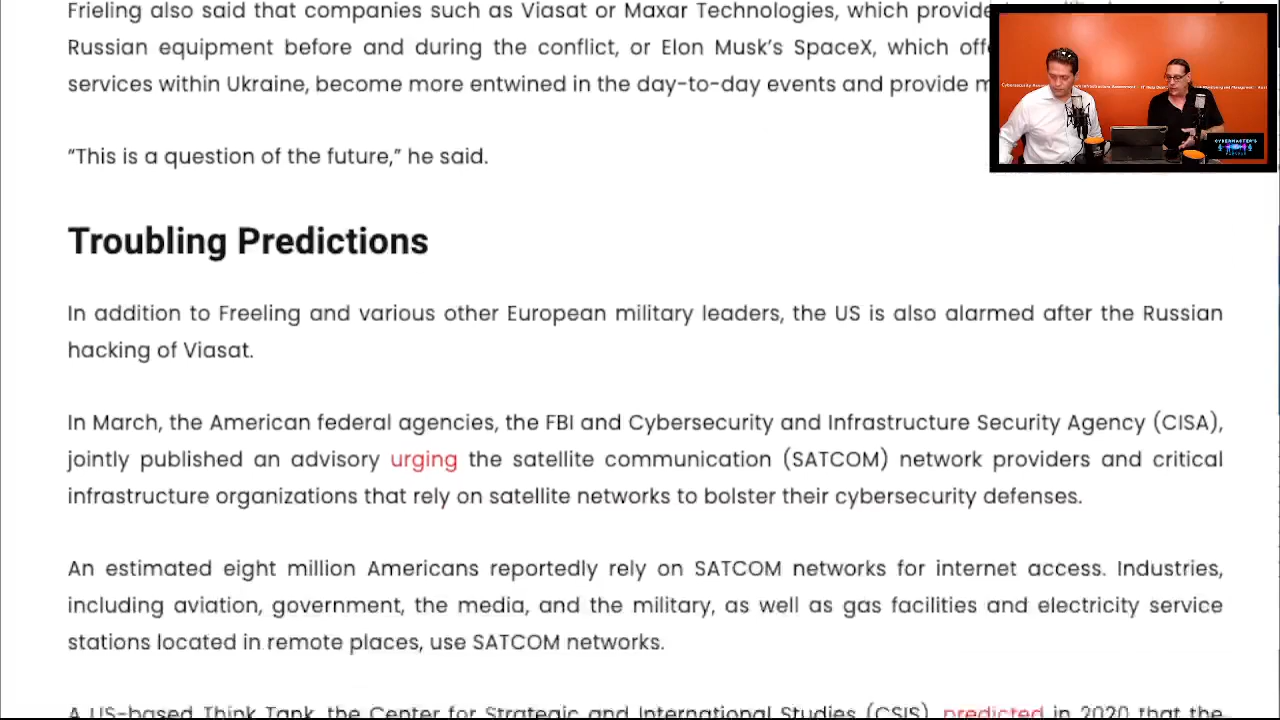 Frieling also said that companies such as Viasat or Maxar Technologies, which provide
Russian equipment before and during the conflict, or Elon Musk’s SpaceX, which
services within Ukraine, become more entwined in the day-to-day events and provide
“This is a question of the future,” he said.
CYBERMASTER'S
Troubling Predictions
In addition to Freeling and various other European military leaders, the US is also alarmed after the Russian
hacking of Viasat.
In March, the American federal agencies, the FBI and Cybersecurity and Infrastructure Security Agency (CISA),
jointly published an advisory urging the satellite communication (SATCOM) network providers and critical
infrastructure organizations that rely on satellite networks to bolster their cybersecurity defenses.
An estimated eight million Americans reportedly rely on SATCOM networks for internet access. Industries,
including aviation, government, the media, and the military, as well as gas facilities and electricity service
stations located in remote places, use SATCOM networks.
A US-based Think Tank, the Center for Strategic and International Studies (CSIS), predicted in 2020 that the